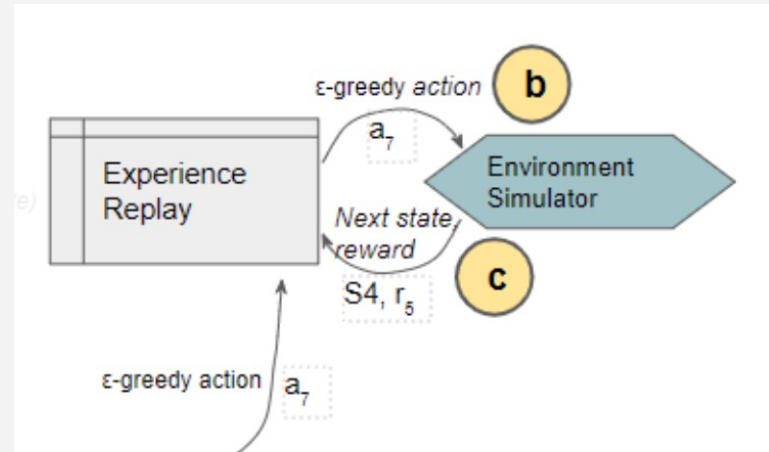 ε-greedy action
b
a₇
Experience
Replay
Environment
Simulator
Next state,
reward
c
S4, r₅
ε-greedy action
a₇